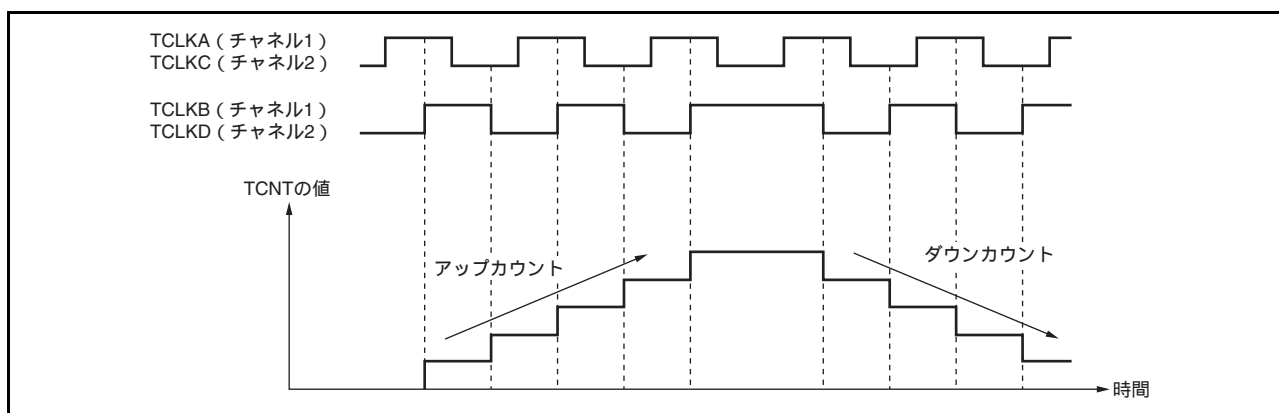 TCLKA（チャネル1）
TCLKC（チャネル2）
TCLKB（チャネル1）
TCLKD（チャネル2）
TCNTの値
アップカウント
ダウンカウント
時間